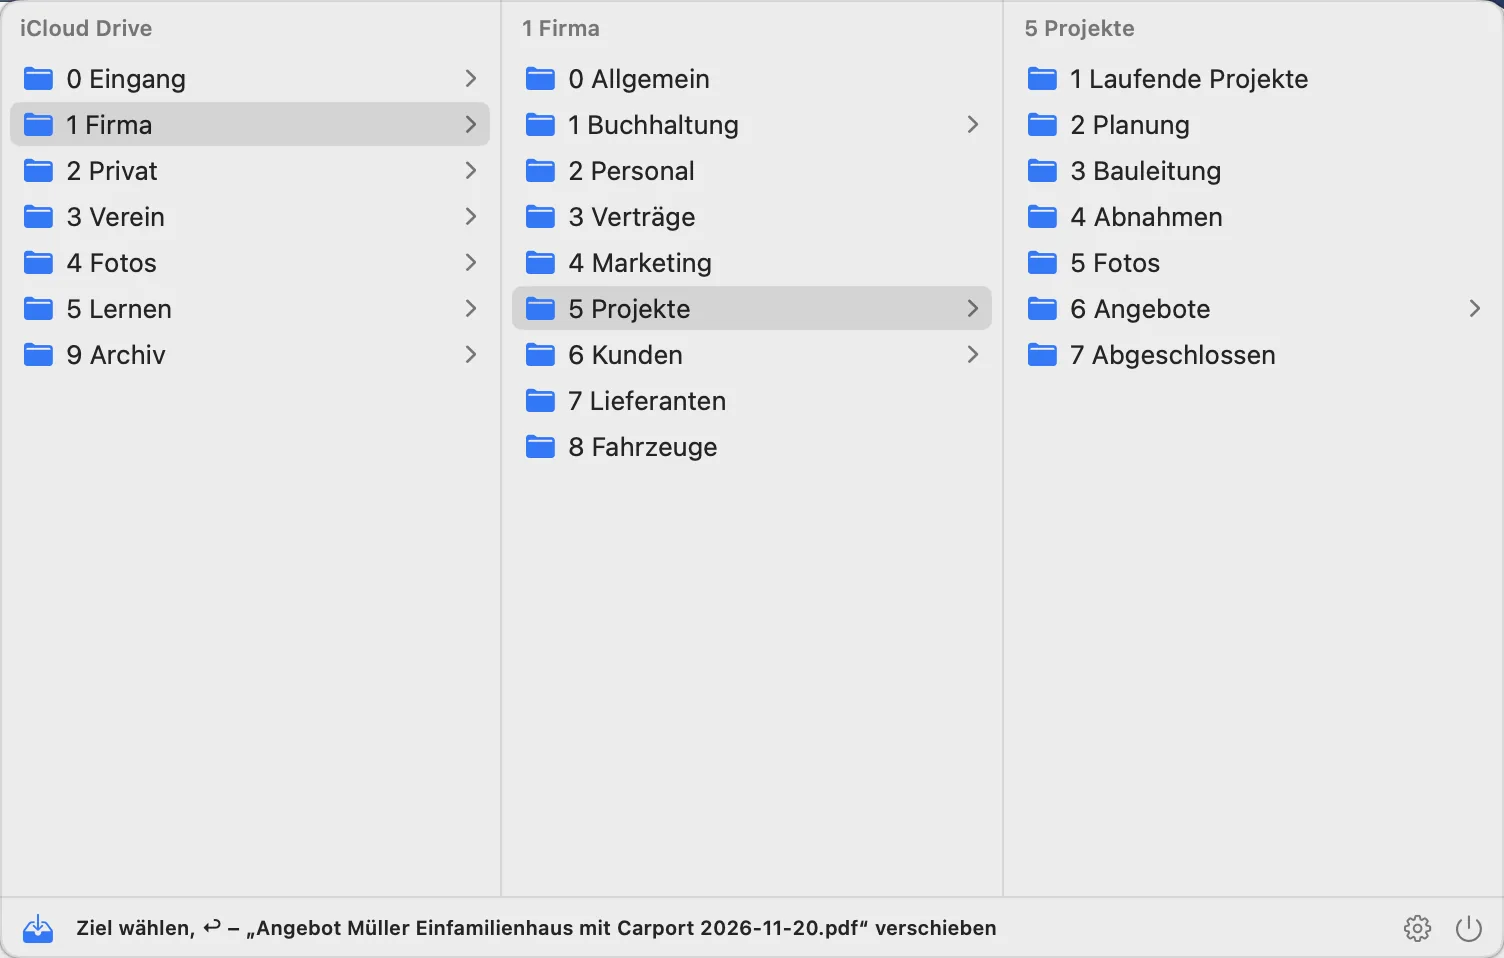 iCloud Drive
0 Eingang
1 Firma
2 Privat
3 Verein
4 Fotos
5 Lernen
9 Archiv
1 Firma
0 Allgemein
1 Buchhaltung
2 Personal
3 Verträge
4 Marketing
5 Projekte
6 Kunden
7 Lieferanten
8 Fahrzeuge
5 Projekte
1 Laufende Projekte
2 Planung
3 Bauleitung
4 Abnahmen
5 Fotos
6 Angebote
7 Abgeschlossen
Ziel wählen, ↩ – „Angebot Müller Einfamilienhaus mit Carport 2026-11-20.pdf“ verschieben